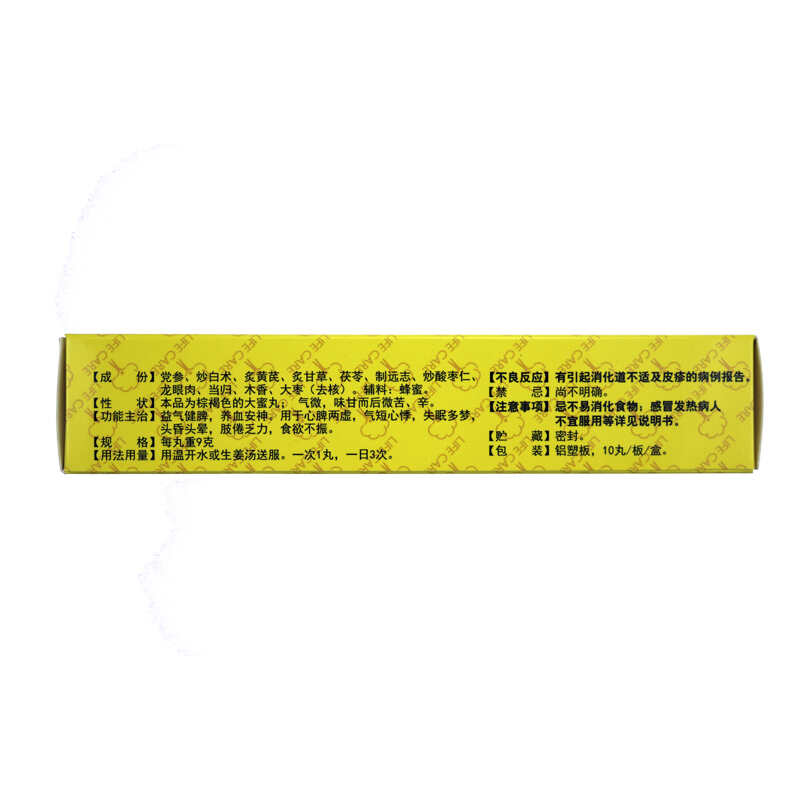 【成 份】党参、炒白术、炙黄芪、炙甘草、茯苓、制远志、炒酸枣仁、
龙眼肉、当归、木香、大枣（去核）。辅料：蜂蜜。
【性 状】本品为棕褐色的大蜜丸；气微，味甘而后微苦、辛。
【功能主治】益气健脾，养血安神。用于心脾两虚，气短心悸，失眠多梦，
头昏头晕，肢倦乏力，食欲不振。
【规 格】每丸重9克
【用法用量】用温开水或生姜汤送服。一次1丸，一日3次。
【不良反应】有引起消化道不适及皮疹的病例报告。
【禁 忌】尚不明确。
【注意事项】忌不易消化食物；感冒发热病人
不宜服用等详见说明书。
【贮 藏】密封。
【包 装】铝塑板，10丸/板/盒。
LIFE CARE